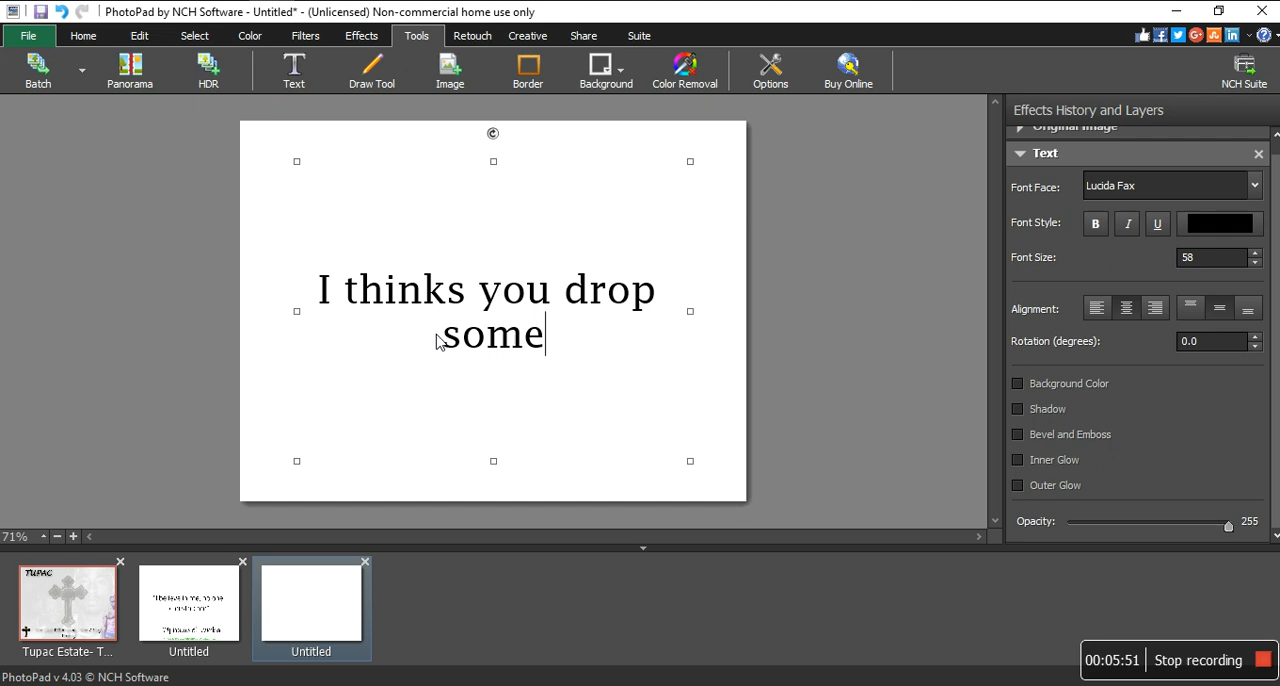 PhotoPad by NCH Software - Untitled* - (Unlicensed) Non-commercial home use only
File Home Edit Select Color Filters Effects Tools Retouch Creative Share Suite
Batch Panorama HDR Text Draw Tool Image Border Background Color Removal Options Buy Online NCH Suite
Effects History and Layers
Original Image
Text
Font Face: Lucida Fax
Font Style: B I U
Font Size: 58
Alignment:
Rotation (degrees): 0.0
Background Color
Shadow
Bevel and Emboss
Inner Glow
Outer Glow
Opacity: 255
I thinks you drop
some
71%
TUPAC
Tupac Estate- T...
Untitled
Untitled
00:05:51 Stop recording
PhotoPad v 4.03 © NCH Software